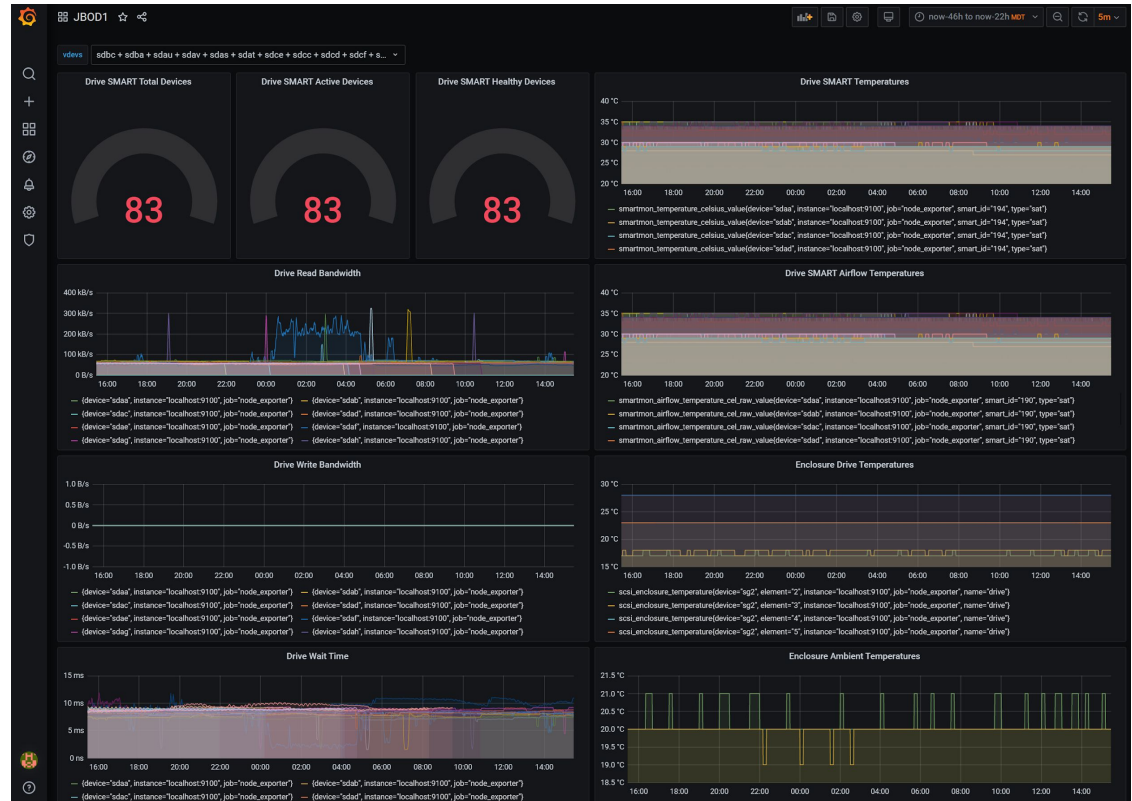 JBOD1
now-46h to now-22h MDT
5m
vdevs
sdbc + sdba + sdau + sdav + sdas + sdat + sdce + sdcc + sdcd + sdcf + s...
Drive SMART Total Devices
83
Drive SMART Active Devices
83
Drive SMART Healthy Devices
83
Drive SMART Temperatures
40 °C
35 °C
30 °C
25 °C
20 °C
16:00 18:00 20:00 22:00 00:00 02:00 04:00 06:00 08:00 10:00 12:00 14:00
smartmon_temperature_celsius_value{device="sdaa", instance="localhost:9100", job="node_exporter", smart_id="194", type="sat"}
smartmon_temperature_celsius_value{device="sdab", instance="localhost:9100", job="node_exporter", smart_id="194", type="sat"}
smartmon_temperature_celsius_value{device="sdac", instance="localhost:9100", job="node_exporter", smart_id="194", type="sat"}
smartmon_temperature_celsius_value{device="sdad", instance="localhost:9100", job="node_exporter", smart_id="194", type="sat"}
Drive Read Bandwidth
400 kB/s
300 kB/s
200 kB/s
100 kB/s
0 B/s
16:00 18:00 20:00 22:00 00:00 02:00 04:00 06:00 08:00 10:00 12:00 14:00
{device="sdaa", instance="localhost:9100", job="node_exporter"} {device="sdab", instance="localhost:9100", job="node_exporter"}
{device="sdac", instance="localhost:9100", job="node_exporter"} {device="sdad", instance="localhost:9100", job="node_exporter"}
{device="sdae", instance="localhost:9100", job="node_exporter"} {device="sdaf", instance="localhost:9100", job="node_exporter"}
{device="sdag", instance="localhost:9100", job="node_exporter"} {device="sdah", instance="localhost:9100", job="node_exporter"}
Drive SMART Airflow Temperatures
40 °C
35 °C
30 °C
25 °C
20 °C
16:00 18:00 20:00 22:00 00:00 02:00 04:00 06:00 08:00 10:00 12:00 14:00
smartmon_airflow_temperature_cel_raw_value{device="sdaa", instance="localhost:9100", job="node_exporter", smart_id="190", type="sat"}
smartmon_airflow_temperature_cel_raw_value{device="sdab", instance="localhost:9100", job="node_exporter", smart_id="190", type="sat"}
smartmon_airflow_temperature_cel_raw_value{device="sdac", instance="localhost:9100", job="node_exporter", smart_id="190", type="sat"}
smartmon_airflow_temperature_cel_raw_value{device="sdad", instance="localhost:9100", job="node_exporter", smart_id="190", type="sat"}
Drive Write Bandwidth
1.0 B/s
0.5 B/s
0 B/s
-0.5 B/s
-1.0 B/s
16:00 18:00 20:00 22:00 00:00 02:00 04:00 06:00 08:00 10:00 12:00 14:00
{device="sdaa", instance="localhost:9100", job="node_exporter"} {device="sdab", instance="localhost:9100", job="node_exporter"}
{device="sdac", instance="localhost:9100", job="node_exporter"} {device="sdad", instance="localhost:9100", job="node_exporter"}
{device="sdae", instance="localhost:9100", job="node_exporter"} {device="sdaf", instance="localhost:9100", job="node_exporter"}
{device="sdag", instance="localhost:9100", job="node_exporter"} {device="sdah", instance="localhost:9100", job="node_exporter"}
Enclosure Drive Temperatures
30 °C
25 °C
20 °C
15 °C
16:00 18:00 20:00 22:00 00:00 02:00 04:00 06:00 08:00 10:00 12:00 14:00
scsi_enclosure_temperature{device="sg2", element="2", instance="localhost:9100", job="node_exporter", name="drive"}
scsi_enclosure_temperature{device="sg2", element="3", instance="localhost:9100", job="node_exporter", name="drive"}
scsi_enclosure_temperature{device="sg2", element="4", instance="localhost:9100", job="node_exporter", name="drive"}
scsi_enclosure_temperature{device="sg2", element="5", instance="localhost:9100", job="node_exporter", name="drive"}
Drive Wait Time
15 ms
10 ms
5 ms
0 ms
16:00 18:00 20:00 22:00 00:00 02:00 04:00 06:00 08:00 10:00 12:00 14:00
{device="sdaa", instance="localhost:9100", job="node_exporter"} {device="sdab", instance="localhost:9100", job="node_exporter"}
{device="sdac", instance="localhost:9100", job="node_exporter"} {device="sdad", instance="localhost:9100", job="node_exporter"}
Enclosure Ambient Temperatures
21.5 °C
21.0 °C
20.5 °C
20.0 °C
19.5 °C
19.0 °C
18.5 °C
16:00 18:00 20:00 22:00 00:00 02:00 04:00 06:00 08:00 10:00 12:00 14:00